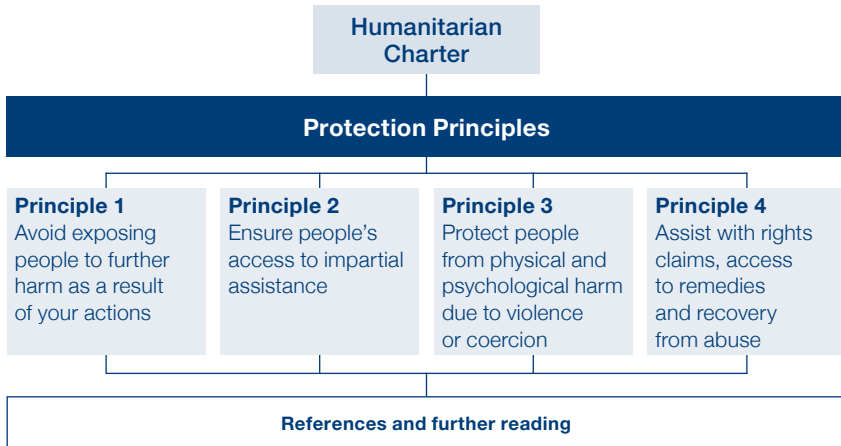 Humanitarian
Charter
Protection Principles
Principle 1
Avoid exposing
people to further
harm as a result
of your actions
Principle 2
Ensure people’s
access to impartial
assistance
Principle 3
Protect people
from physical and
psychological harm
due to violence
or coercion
Principle 4
Assist with rights
claims, access
to remedies
and recovery
from abuse
References and further reading